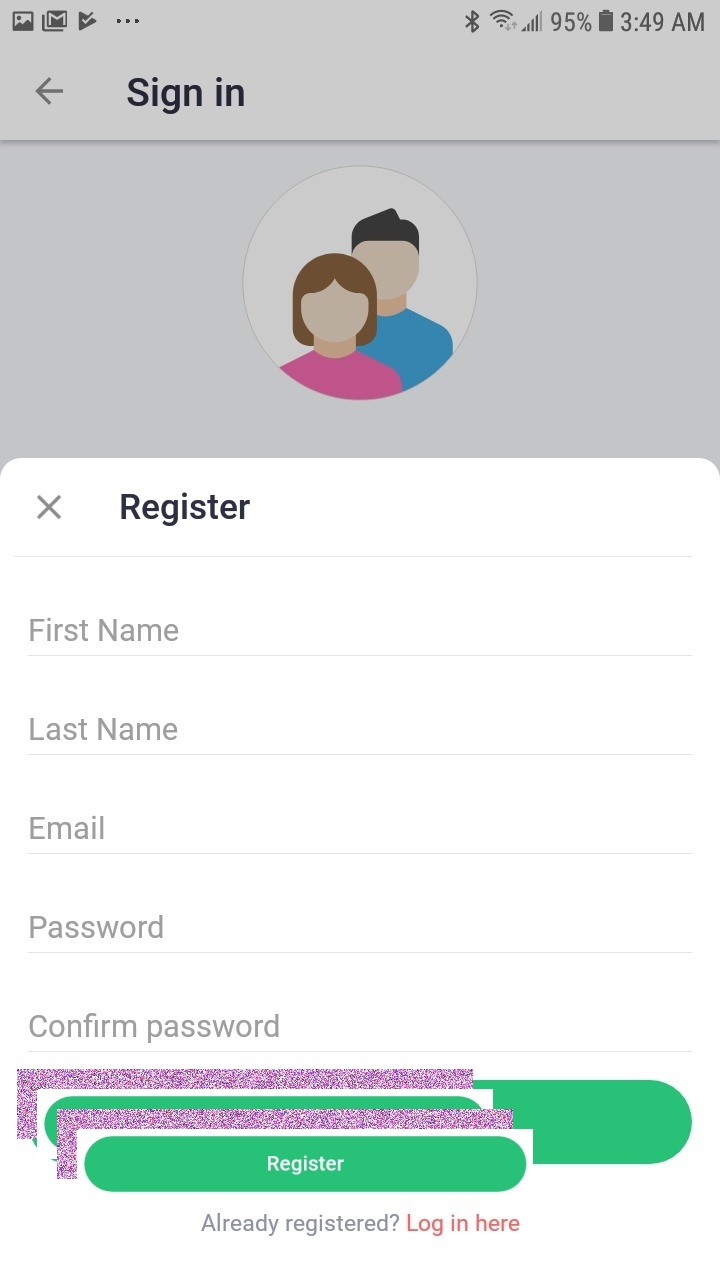 95% 3:49 AM
Sign in
Register
First Name
Last Name
Email
Password
Confirm password
Register
Already registered? Log in here